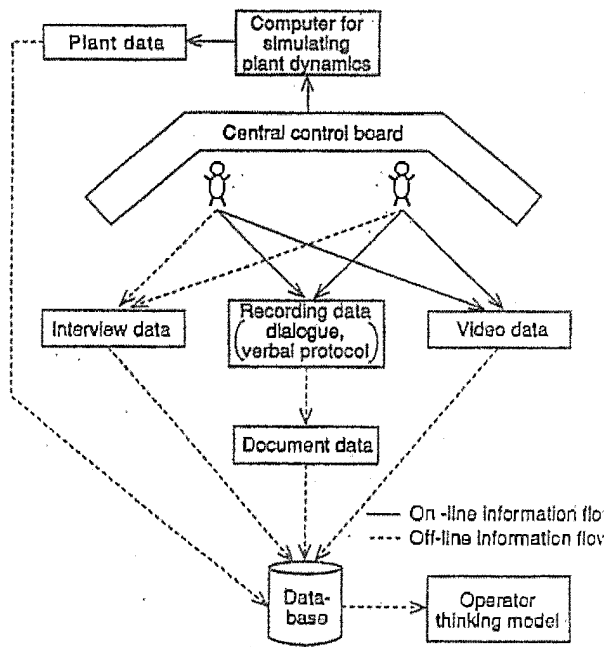 Plant data
Computer for
simulating
plant dynamics
Central control board
Interview data
Recording data
(dialogue,
verbal protocol)
Video data
Document data
On-line information flo
Off-line information flow
Data-
base
Operator
thinking model